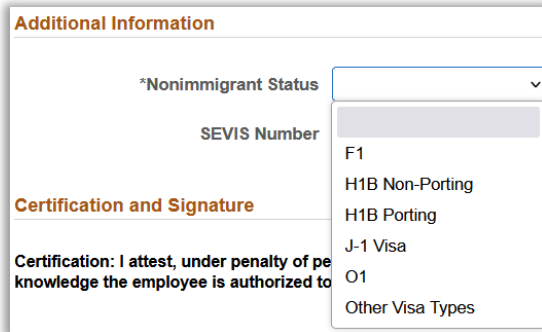 Additional Information
*Nonimmigrant Status
SEVIS Number
F1
H1B Non-Porting
H1B Porting
J-1 Visa
O1
Other Visa Types
Certification and Signature
Certification: I attest, under penalty of pe
knowledge the employee is authorized to